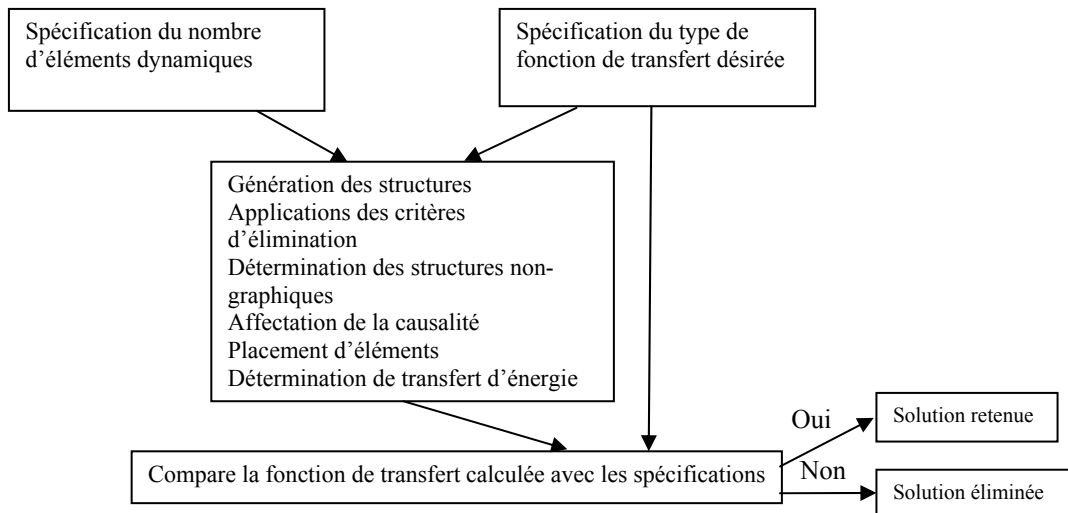 Spécification du nombre
d'éléments dynamiques
Spécification du type de
fonction de transfert désirée
Génération des structures
Applications des critères
d'élimination
Détermination des structures non-
graphiques
Affectation de la causalité
Placement d'éléments
Détermination de transfert d'énergie
Compare la fonction de transfert calculée avec les spécifications
Oui
Solution retenue
Non
Solution éliminée